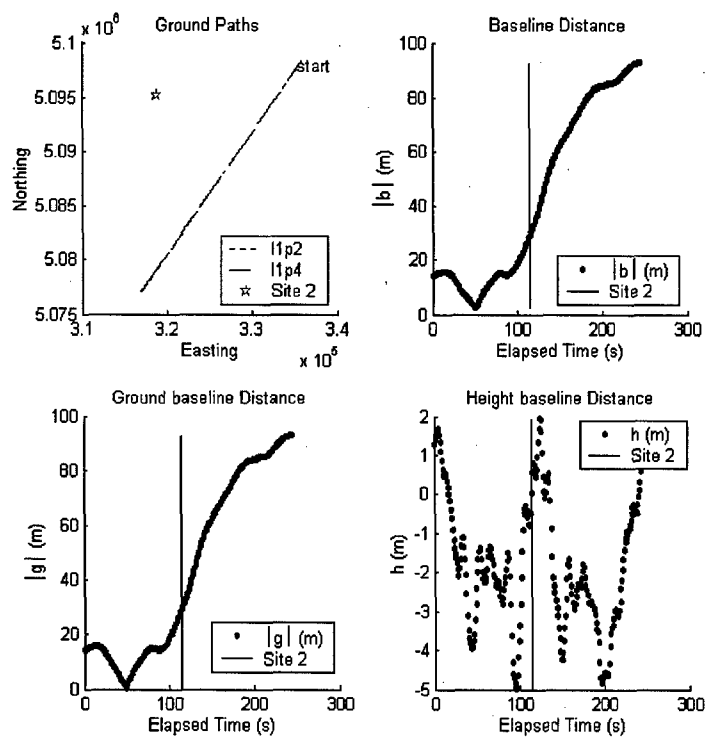 Ground Paths
× 10⁶
5.1
5.095
5.09
5.085
5.08
5.075
Northing
start
l1p2
l1p4
Site 2
3.1
3.2
3.3
3.4
Easting
× 10⁵
Baseline Distance
100
80
60
40
20
0
|b| (m)
|b| (m)
Site 2
0
100
200
300
Elapsed Time (s)
Ground baseline Distance
100
80
60
40
20
0
|g| (m)
|g| (m)
Site 2
0
100
200
300
Elapsed Time (s)
Height baseline Distance
2
1
0
-1
-2
-3
-4
-5
h (m)
h (m)
Site 2
0
100
200
300
Elapsed Time (s)